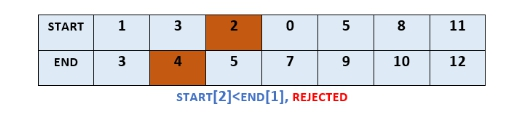 START 1 3 2 0 5 8 11
END 3 4 5 7 9 10 12
START[2]<END[1], REJECTED